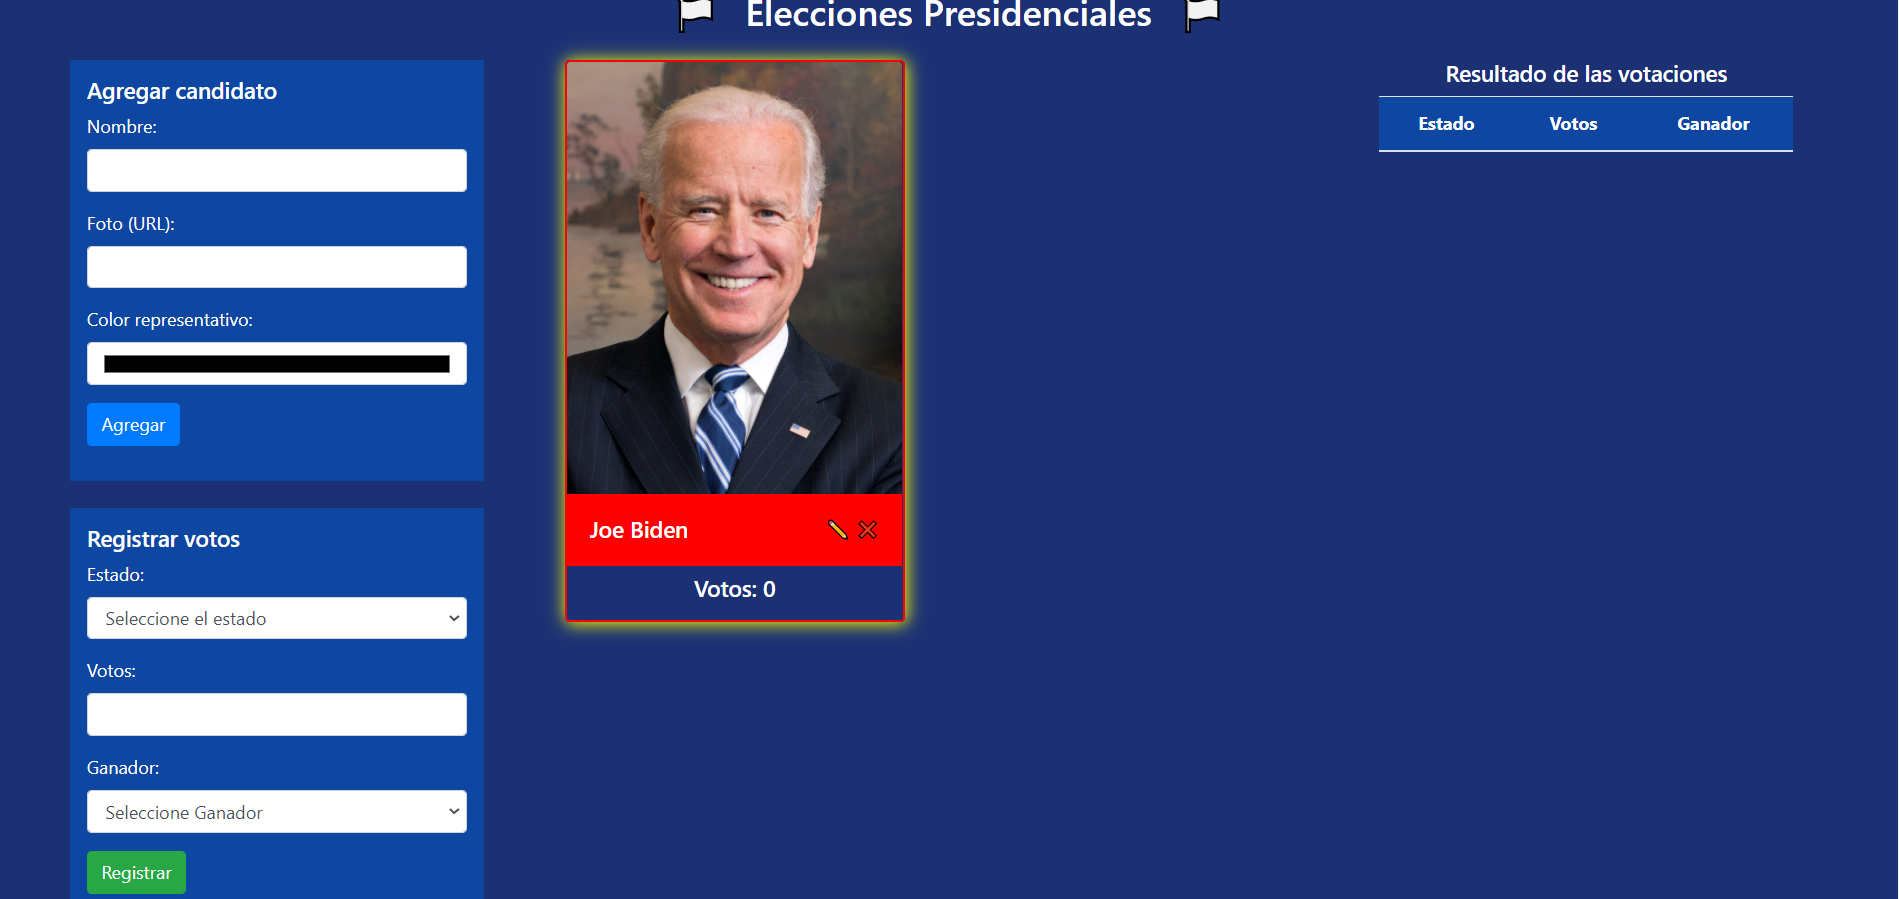 Elecciones Presidenciales
Agregar candidato
Nombre:
Foto (URL):
Color representativo:
Agregar
Registrar votos
Estado:
Seleccione el estado
Votos:
Ganador:
Seleccione Ganador
Registrar
Joe Biden
Votos: 0
Resultado de las votaciones
Estado Votos Ganador